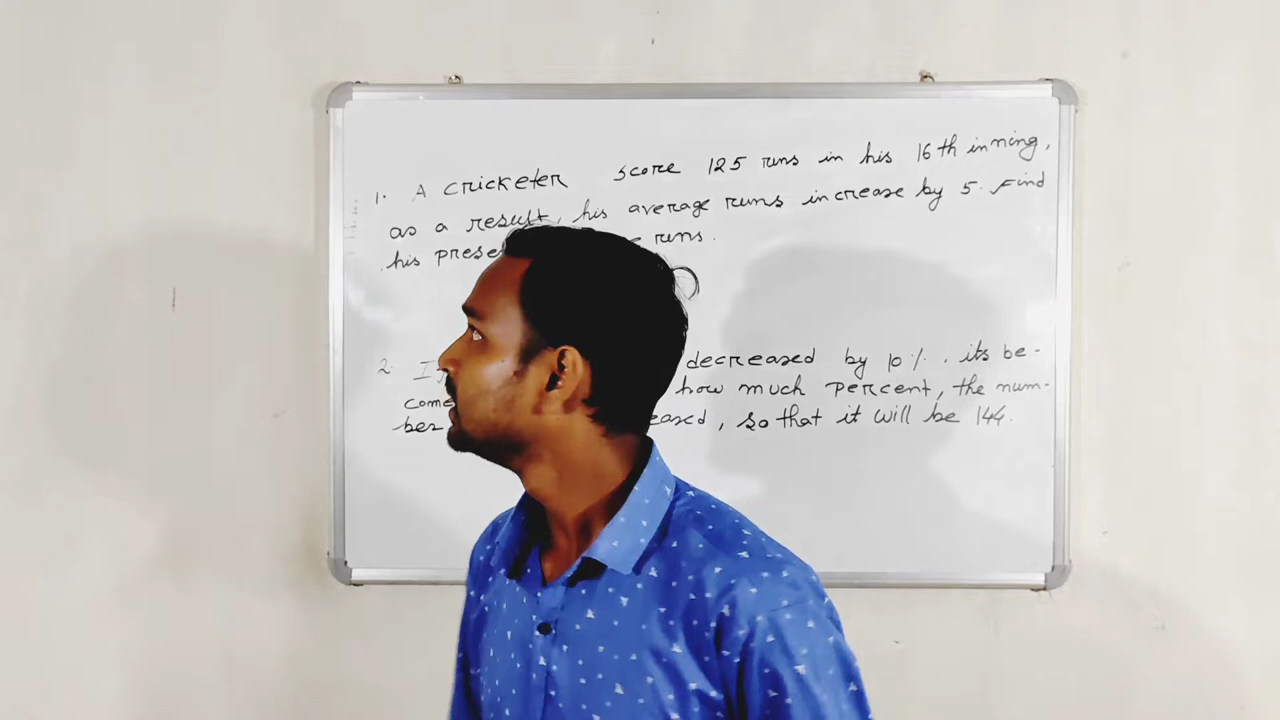 1. A cricketer score 125 runs in his 16th inning,
as a result, his average runs increase by 5. Find
his prese runs.
2. decreased by 10%. its be-
come how much percent, the num-
ber eased, so that it will be 144.